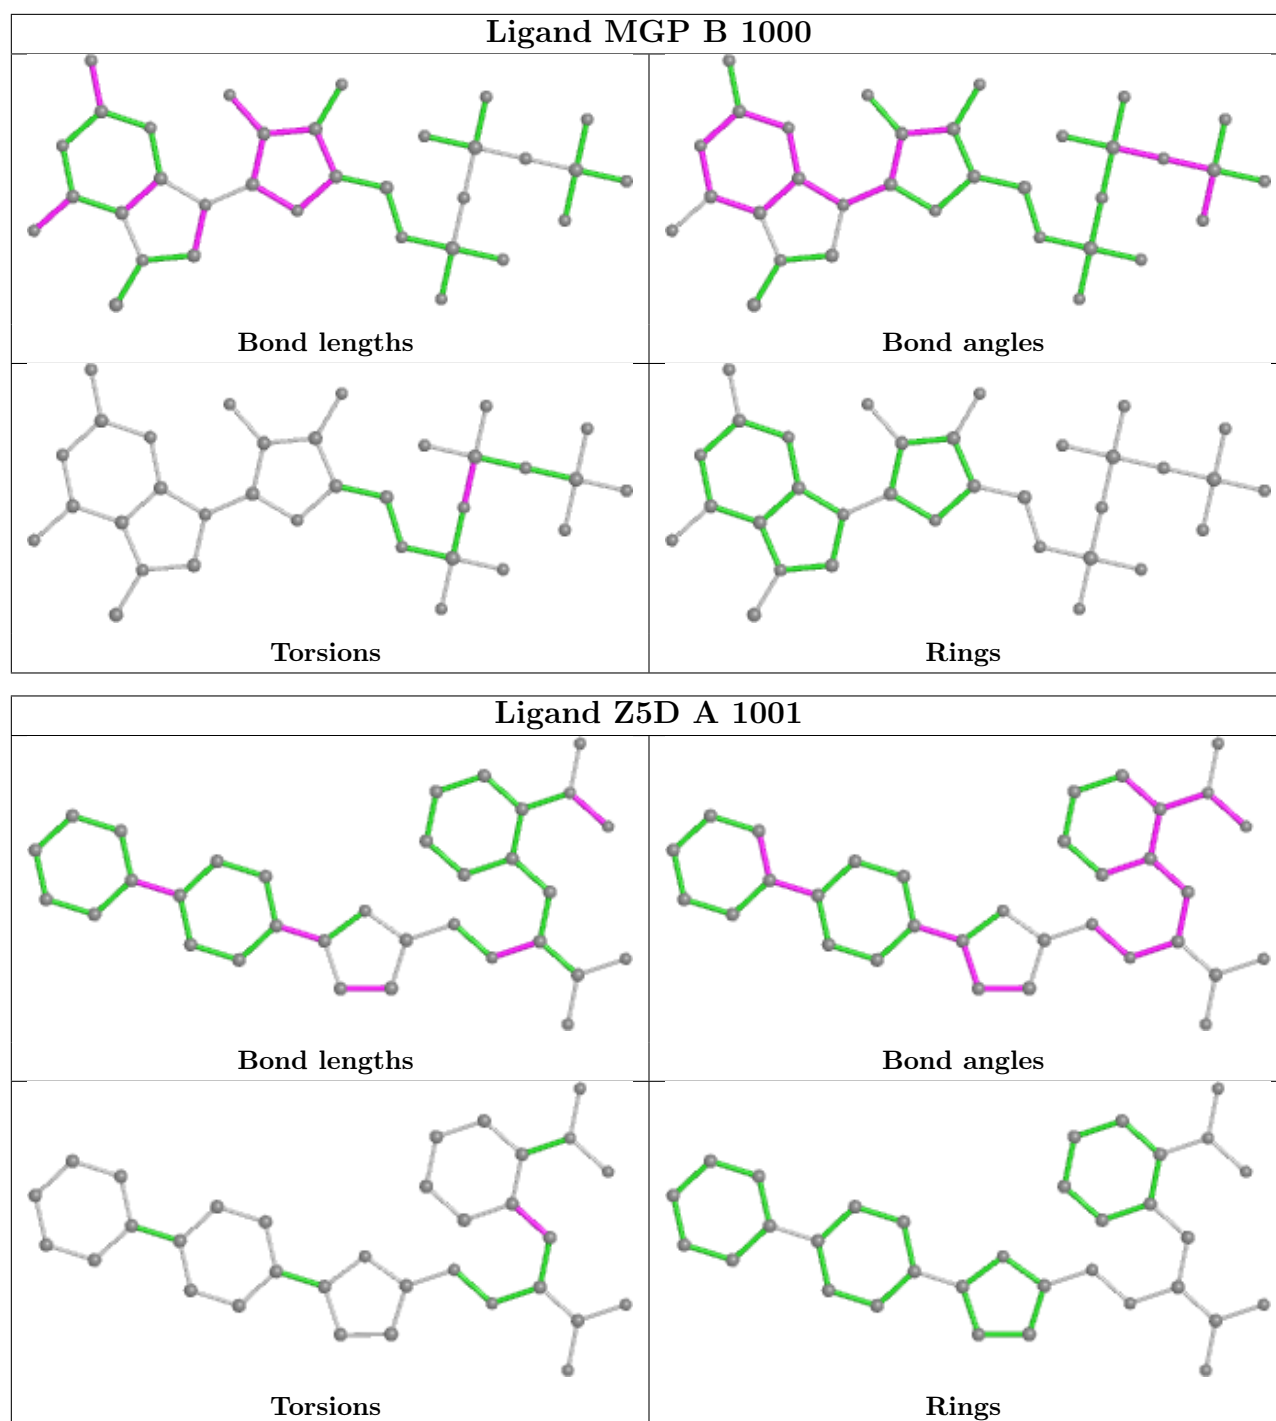 Ligand MGP B 1000
Bond lengths
Bond angles
Torsions
Rings
Ligand Z5D A 1001
Bond lengths
Bond angles
Torsions
Rings